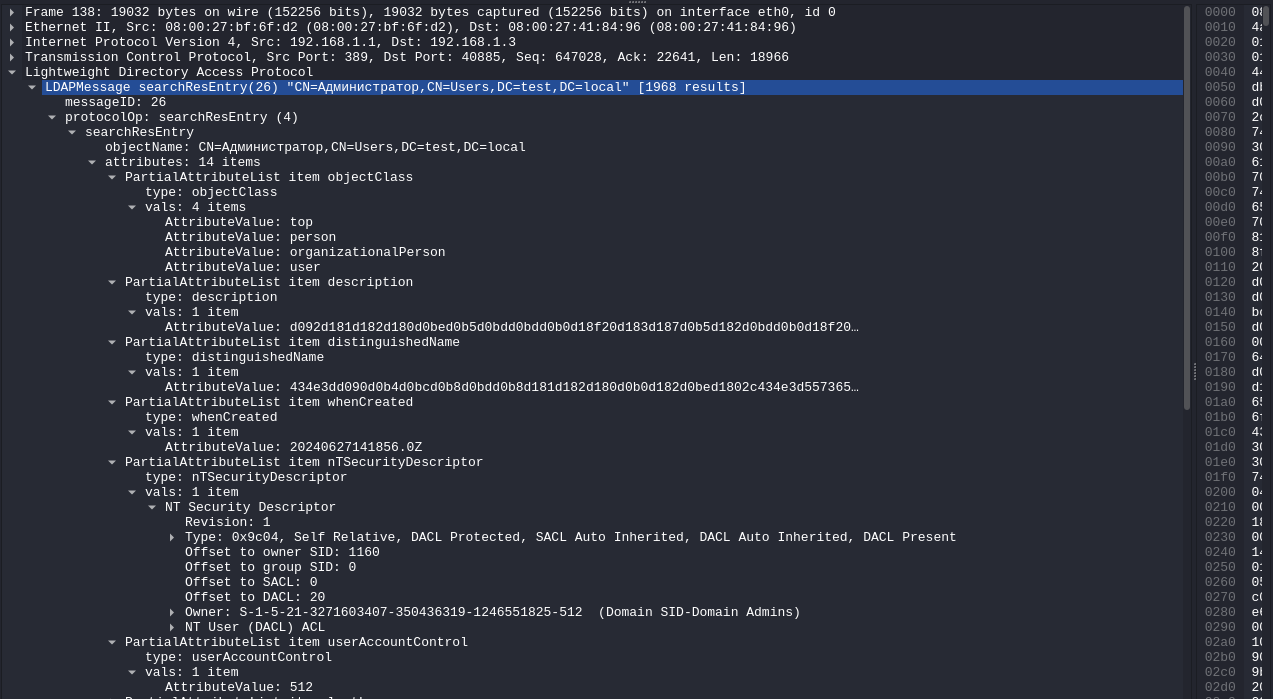 Frame 138: 19032 bytes on wire (152256 bits), 19032 bytes captured (152256 bits) on interface eth0, id 0
Ethernet II, Src: 08:00:27:bf:6f:d2 (08:00:27:bf:6f:d2), Dst: 08:00:27:41:84:96 (08:00:27:41:84:96)
Internet Protocol Version 4, Src: 192.168.1.1, Dst: 192.168.1.3
Transmission Control Protocol, Src Port: 389, Dst Port: 40885, Seq: 647028, Ack: 22641, Len: 18966
Lightweight Directory Access Protocol
LDAPMessage searchResEntry(26) "CN=Администратор,CN=Users,DC=test,DC=local" [1968 results]
messageID: 26
protocolOp: searchResEntry (4)
searchResEntry
objectName: CN=Администратор,CN=Users,DC=test,DC=local
attributes: 14 items
PartialAttributeList item objectClass
type: objectClass
vals: 4 items
AttributeValue: top
AttributeValue: person
AttributeValue: organizationalPerson
AttributeValue: user
PartialAttributeList item description
type: description
vals: 1 item
AttributeValue: d092d181d182d180d0bed0b5d0bdd0bdd0b0d18f20d183d187d0b5d182d0bdd0b0d18f20…
PartialAttributeList item distinguishedName
type: distinguishedName
vals: 1 item
AttributeValue: 434e3dd090d0b4d0bcd0b8d0bdd0b8d181d182d180d0b0d182d0bed1802c434e3d557365…
PartialAttributeList item whenCreated
type: whenCreated
vals: 1 item
AttributeValue: 20240627141856.0Z
PartialAttributeList item nTSecurityDescriptor
type: nTSecurityDescriptor
vals: 1 item
NT Security Descriptor
Revision: 1
Type: 0x9c04, Self Relative, DACL Protected, SACL Auto Inherited, DACL Auto Inherited, DACL Present
Offset to owner SID: 1160
Offset to group SID: 0
Offset to SACL: 0
Offset to DACL: 20
Owner: S-1-5-21-3271603407-350436319-1246551825-512  (Domain SID-Domain Admins)
NT User (DACL) ACL
PartialAttributeList item userAccountControl
type: userAccountControl
vals: 1 item
AttributeValue: 512
0000
0010
0020
0030
0040
0050
0060
0070
0080
0090
00a0
00b0
00c0
00d0
00e0
00f0
0100
0110
0120
0130
0140
0150
0160
0170
0180
0190
01a0
01b0
01c0
01d0
01e0
01f0
0200
0210
0220
0230
0240
0250
0260
0270
0280
0290
02a0
02b0
02c0
02d0